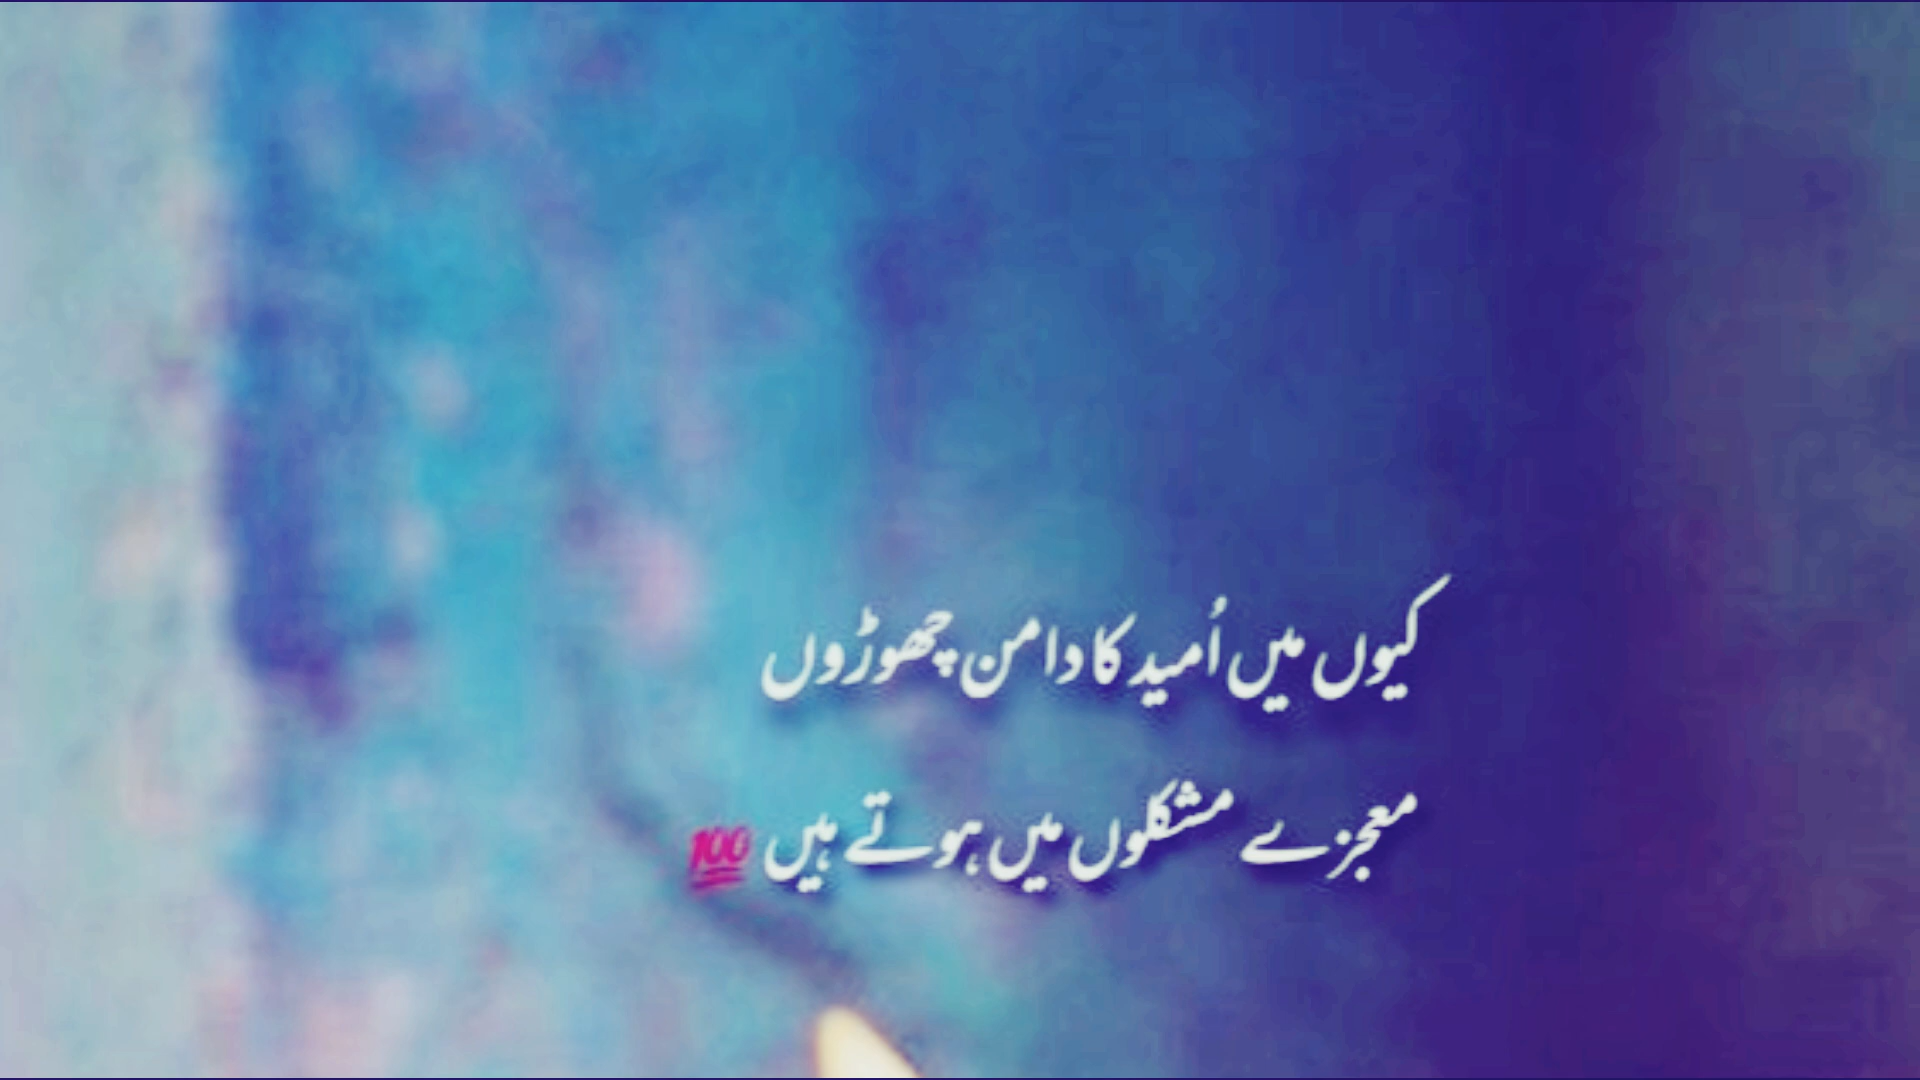 کیوں میں اُمید کا دامن چھوڑوں
معجزے مشکلوں میں ہوتے ہیں 💯